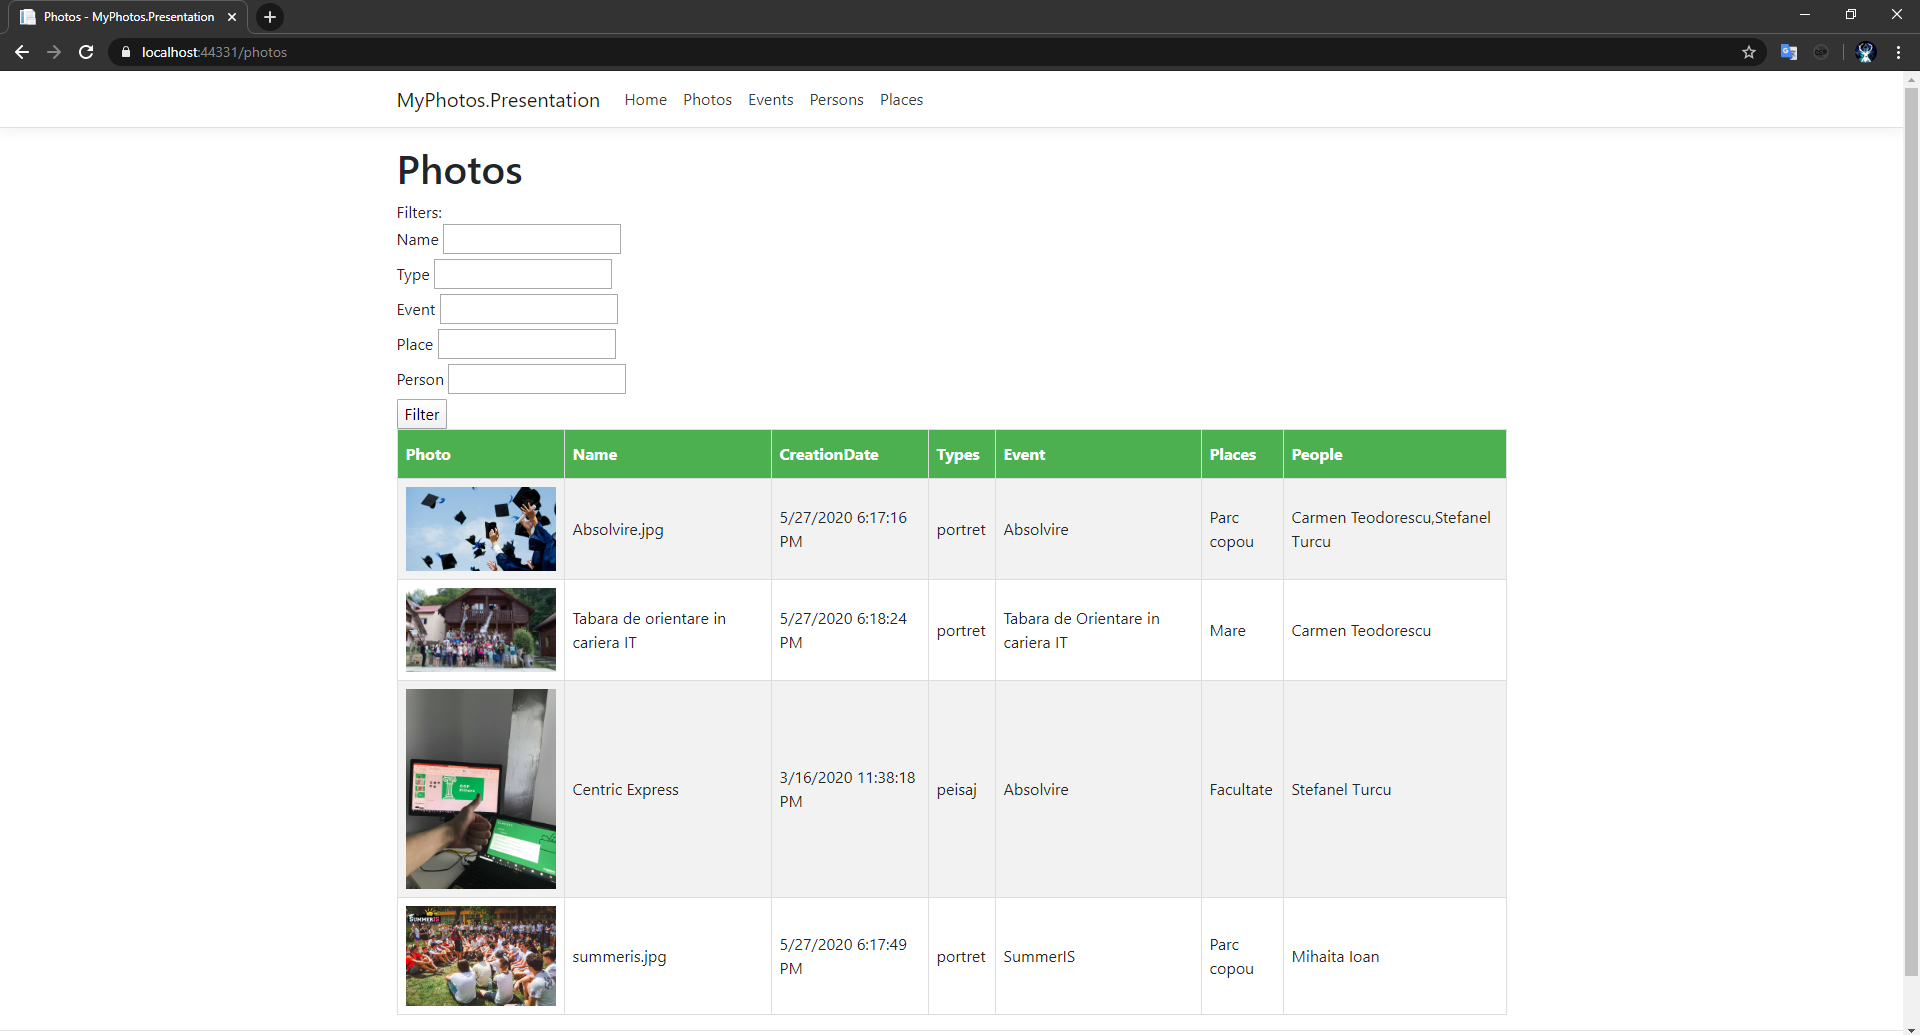 Photos - MyPhotos.Presentation
localhost:44331/photos
MyPhotos.Presentation Home Photos Events Persons Places
Photos
Filters:
Name
Type
Event
Place
Person
Filter
Photo Name CreationDate Types Event Places People
Absolvire.jpg
5/27/2020 6:17:16
PM
portret
Absolvire
Parc
copou
Carmen Teodorescu,Stefanel
Turcu
Tabara de orientare in
cariera IT
5/27/2020 6:18:24
PM
portret
Tabara de Orientare in
cariera IT
Mare
Carmen Teodorescu
Centric Express
3/16/2020 11:38:18
PM
peisaj
Absolvire
Facultate
Stefanel Turcu
SUMMERIS
summeris.jpg
5/27/2020 6:17:49
PM
portret
SummerIS
Parc
copou
Mihaita Ioan